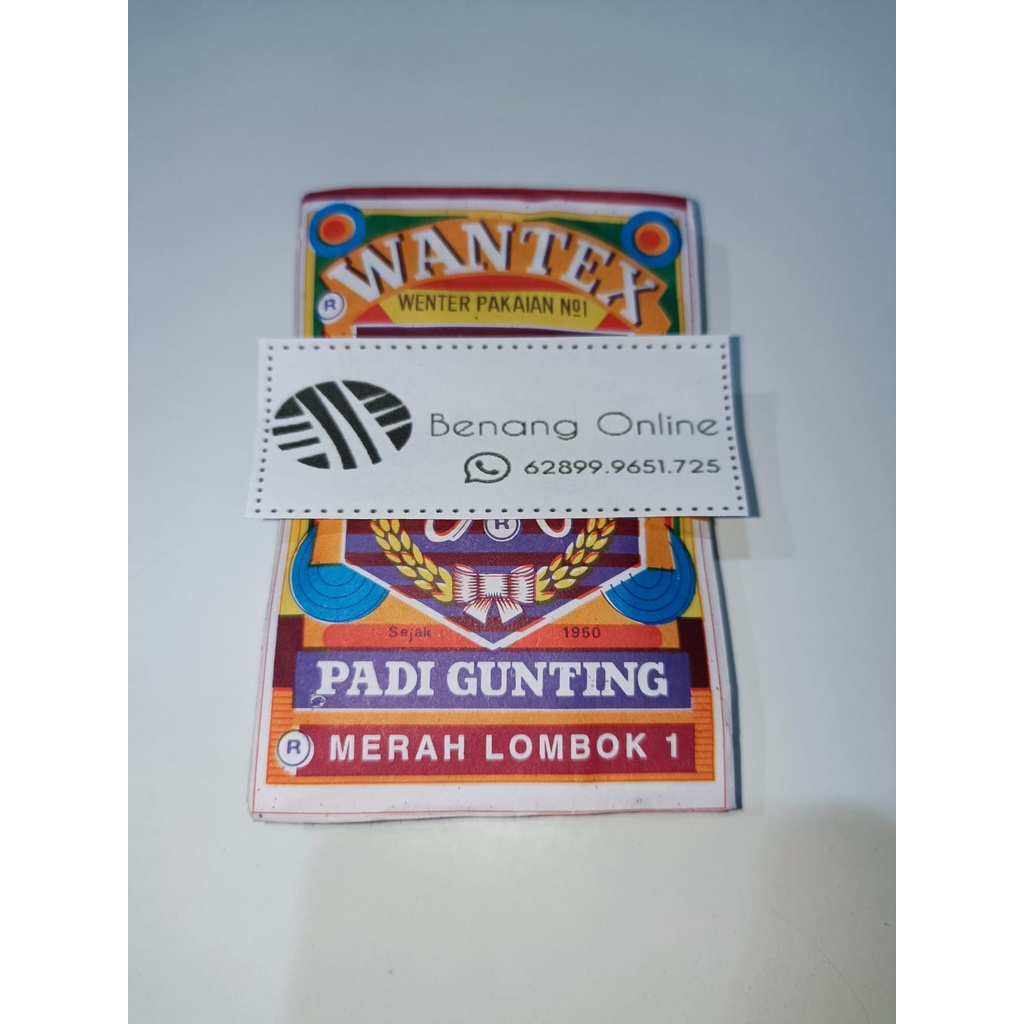 WANTEX
®
WENTER PAKAIAN Nº1
Benang Online
62899.9651.725
®
Sejak 1950
PADI GUNTING
® MERAH LOMBOK 1